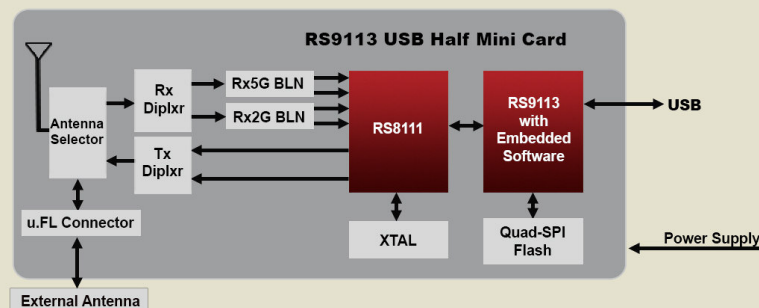 RS9113 USB Half Mini Card
Rx
Diplxr
Rx5G BLN
Rx2G BLN
Antenna
Selector
Tx
Diplxr
RS8111
RS9113
with
Embedded
Software
USB
u.FL Connector
XTAL
Quad-SPI
Flash
Power Supply
External Antenna